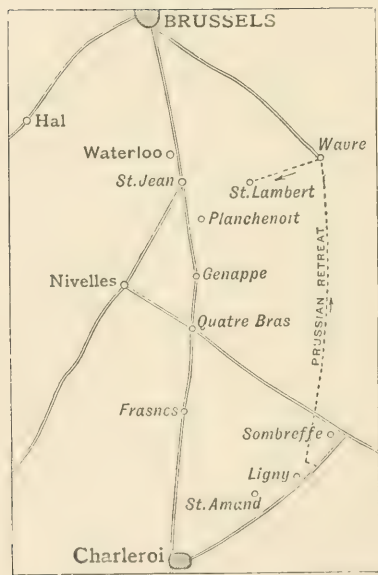 BRUSSELS
Hal
Wavre
Waterloo
St. Jean
St. Lambert
Planchenoit
Nivelles
Genappe
PRUSSIAN RETREAT
Quatre Bras
Frasnes
Sombreffe
Ligny
St. Amand
Charleroi